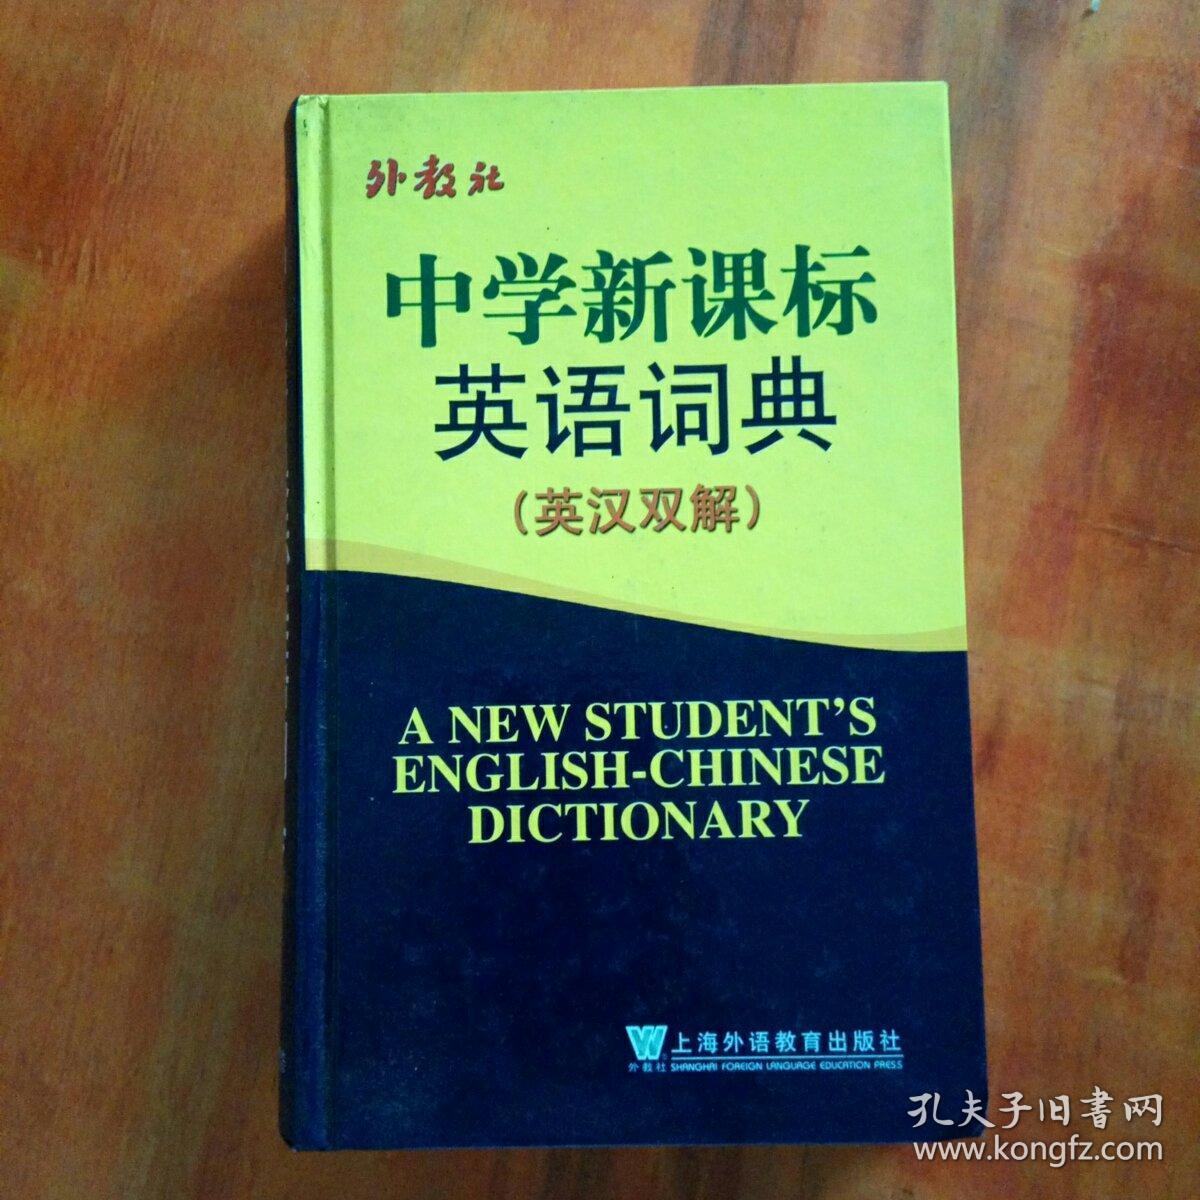 外教社
中学新课标
英语词典
（英汉双解）
A NEW STUDENT'S
ENGLISH-CHINESE
DICTIONARY
W 上海外语教育出版社
外教社 SHANGHAI FOREIGN LANGUAGE EDUCATION PRESS
孔夫子旧書网
www.kongfz.com